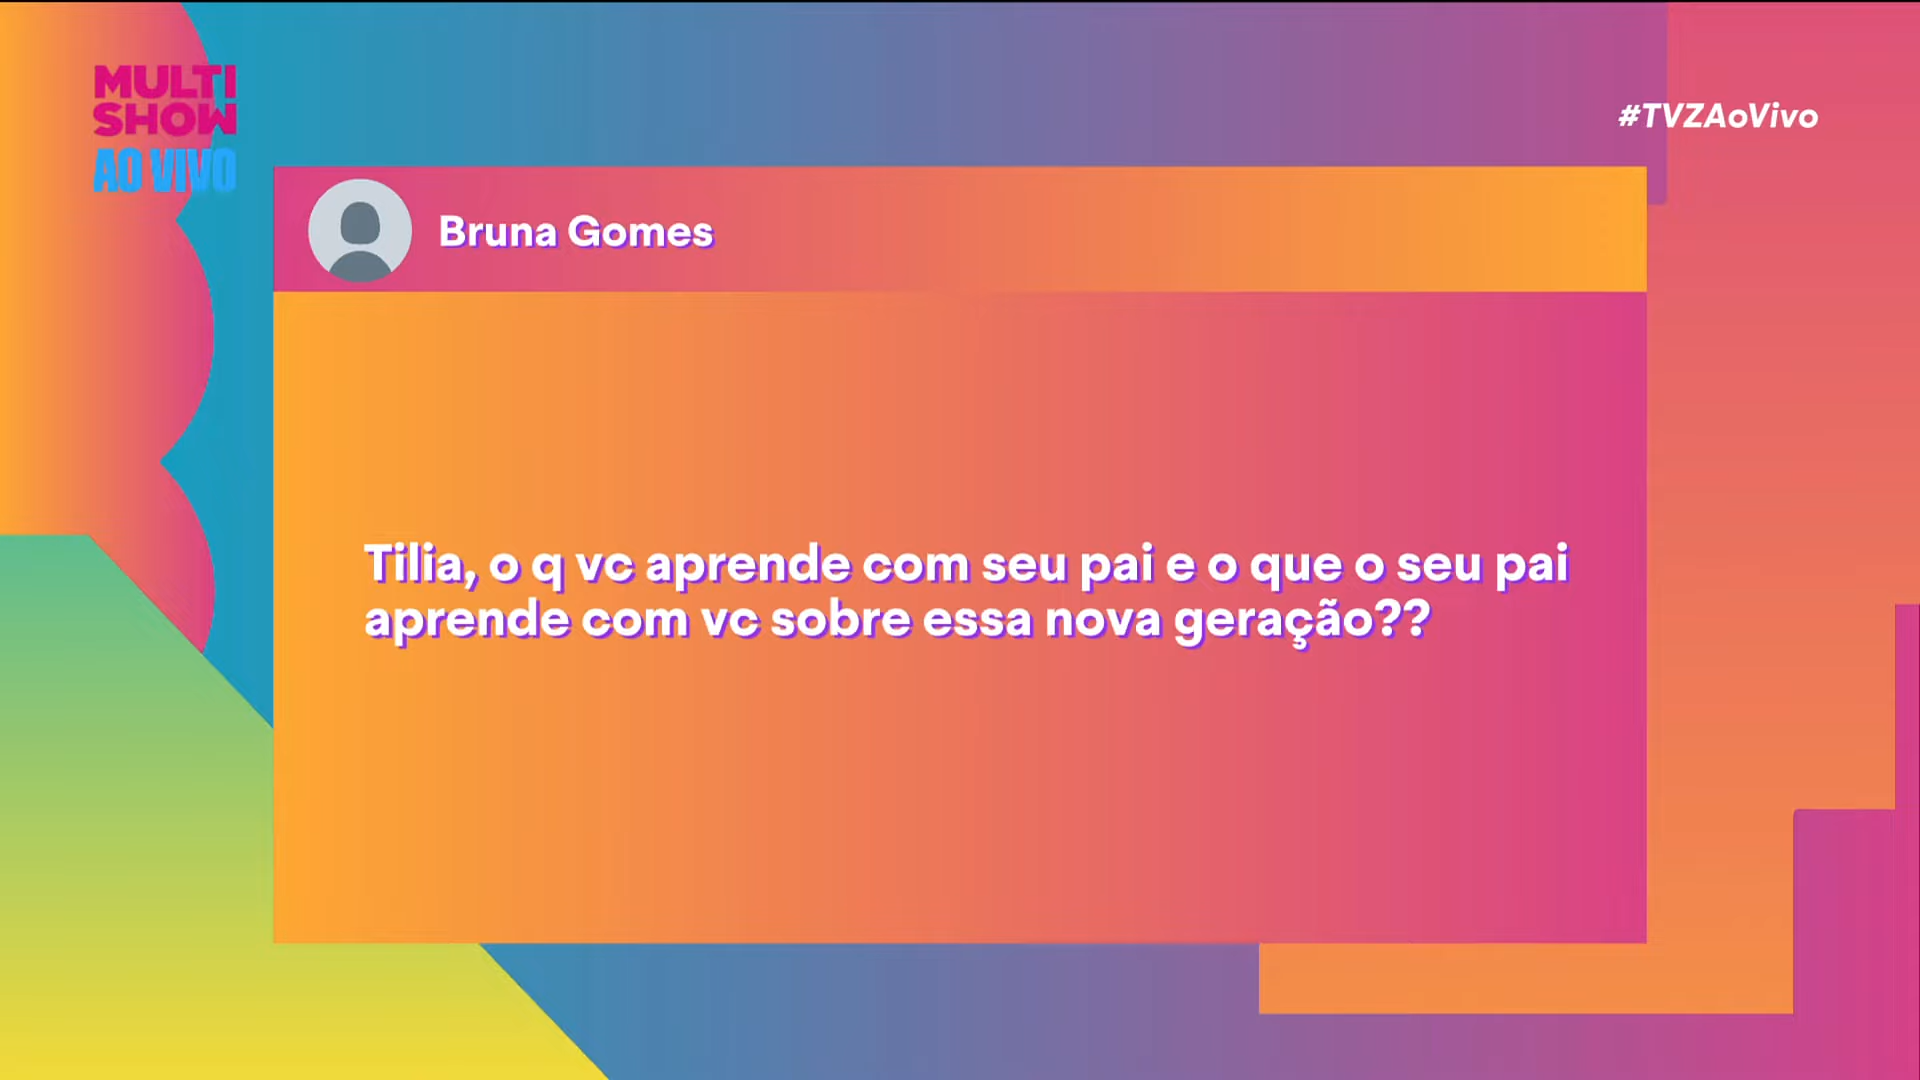 MULTI
SHOW
AO VIVO
#TVZAoVivo
Bruna Gomes
Tilia, o q vc aprende com seu pai e o que o seu pai
aprende com vc sobre essa nova geração??